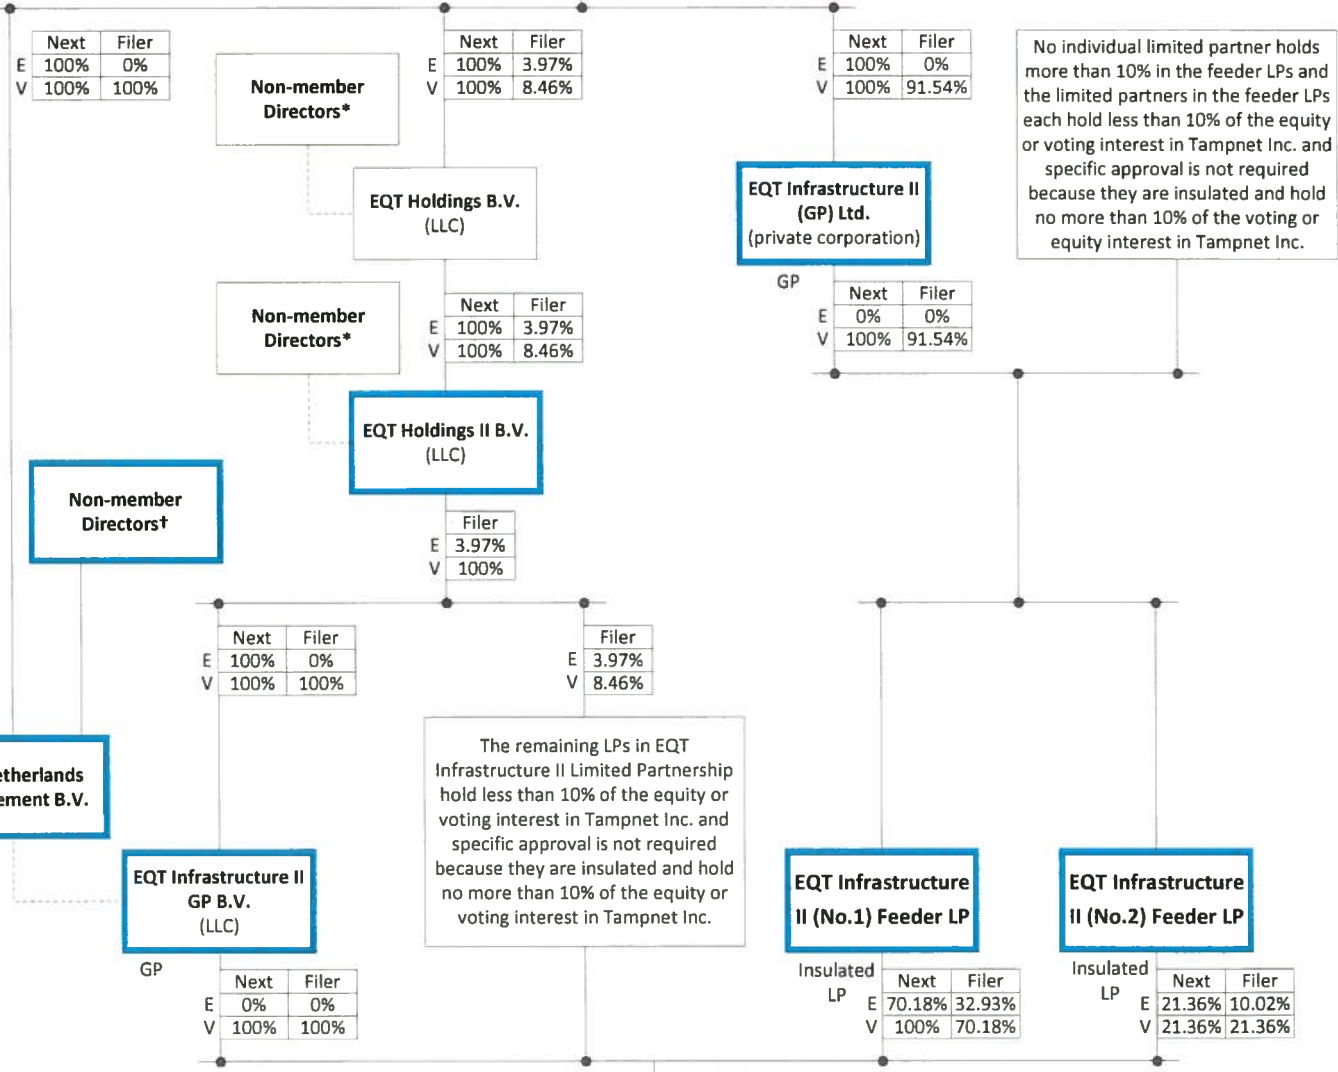 Next Filer
E 100% 0%
V 100% 100%
Non-member
Directors*
Next Filer
E 100% 3.97%
V 100% 8.46%
Next Filer
E 100% 0%
V 100% 91.54%
No individual limited partner holds
more than 10% in the feeder LPs and
the limited partners in the feeder LPs
each hold less than 10% of the equity
or voting interest in Tampnet Inc. and
specific approval is not required
because they are insulated and hold
no more than 10% of the voting or
equity interest in Tampnet Inc.
EQT Holdings B.V.
(LLC)
EQT Infrastructure II
(GP) Ltd.
(private corporation)
GP
Next Filer
E 0% 0%
V 100% 91.54%
Non-member
Directors*
Next Filer
E 100% 3.97%
V 100% 8.46%
EQT Holdings II B.V.
(LLC)
Non-member
Directors†
Filer
E 3.97%
V 100%
Next Filer
E 100% 0%
V 100% 100%
Filer
E 3.97%
V 8.46%
The remaining LPs in EQT
Infrastructure II Limited Partnership
hold less than 10% of the equity or
voting interest in Tampnet Inc. and
specific approval is not required
because they are insulated and hold
no more than 10% of the equity or
voting interest in Tampnet Inc.
etherlands
ement B.V.
EQT Infrastructure II
GP B.V.
(LLC)
GP
Next Filer
E 0% 0%
V 100% 100%
EQT Infrastructure
II (No.1) Feeder LP
Insulated
LP
Next Filer
E 70.18% 32.93%
V 100% 70.18%
EQT Infrastructure
II (No.2) Feeder LP
Insulated
LP
Next Filer
E 21.36% 10.02%
V 21.36% 21.36%